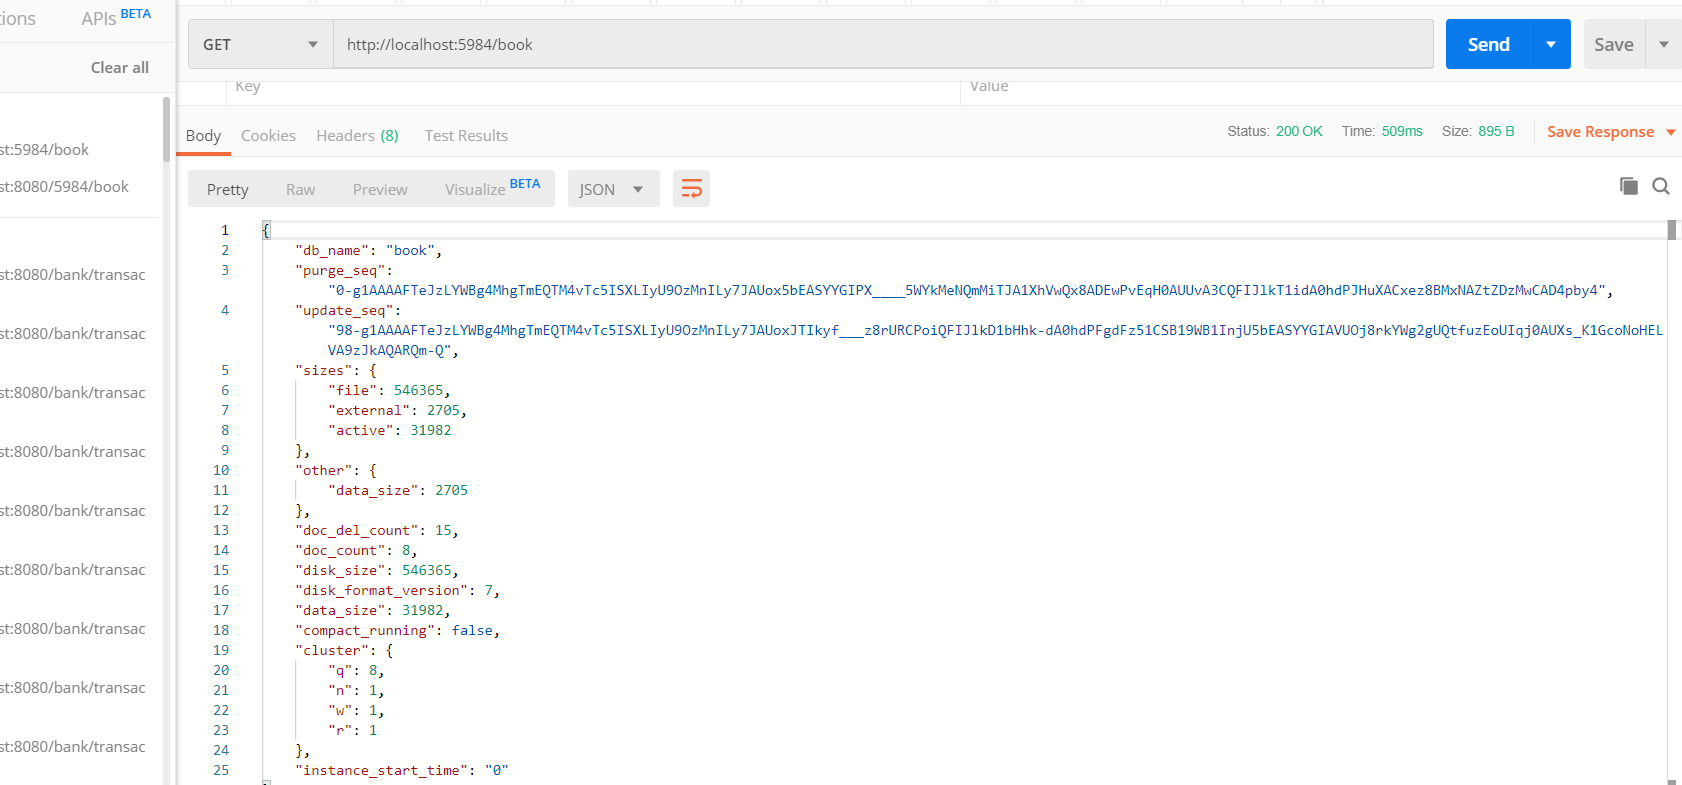 tions APIs BETA
GET http://localhost:5984/book Send Save
Clear all
Key Value
Body Cookies Headers (8) Test Results Status: 200 OK Time: 509ms Size: 895 B Save Response
st:5984/book
st:8080/5984/book
Pretty Raw Preview Visualize BETA JSON
1 {
2 "db_name": "book",
3 "purge_seq":
"0-g1AAAAFTeJzLYWBg4MhgTmEQTM4vTc5ISXLIyU9OzMnILy7JAUox5bEASYYGIPX____5WYkMeNQmMiTJA1XhVwQx8ADEwPvEqH0AUUvA3CQFIJlkT1idA0hdPJHuXACxez8BMxNAZtZDzMwCAD4pby4",
4 "update_seq":
"98-g1AAAAFTeJzLYWBg4MhgTmEQTM4vTc5ISXLIyU9OzMnILy7JAUoxJTIkyf___z8rURCPoiQFIJlkD1bHhk-dA0hdPFgdFz51CSB19WB1InjU5bEASYYGIAVUOj8rkYWg2gUQtfuzEoUIqj0AUXs_K1GcoNoHELVA9zJkAQARQm-Q",
5 "sizes": {
6 "file": 546365,
7 "external": 2705,
8 "active": 31982
9 },
10 "other": {
11 "data_size": 2705
12 },
13 "doc_del_count": 15,
14 "doc_count": 8,
15 "disk_size": 546365,
16 "disk_format_version": 7,
17 "data_size": 31982,
18 "compact_running": false,
19 "cluster": {
20 "q": 8,
21 "n": 1,
22 "w": 1,
23 "r": 1
24 },
25 "instance_start_time": "0"
st:8080/bank/transac
st:8080/bank/transac
st:8080/bank/transac
st:8080/bank/transac
st:8080/bank/transac
st:8080/bank/transac
st:8080/bank/transac
st:8080/bank/transac
st:8080/bank/transac